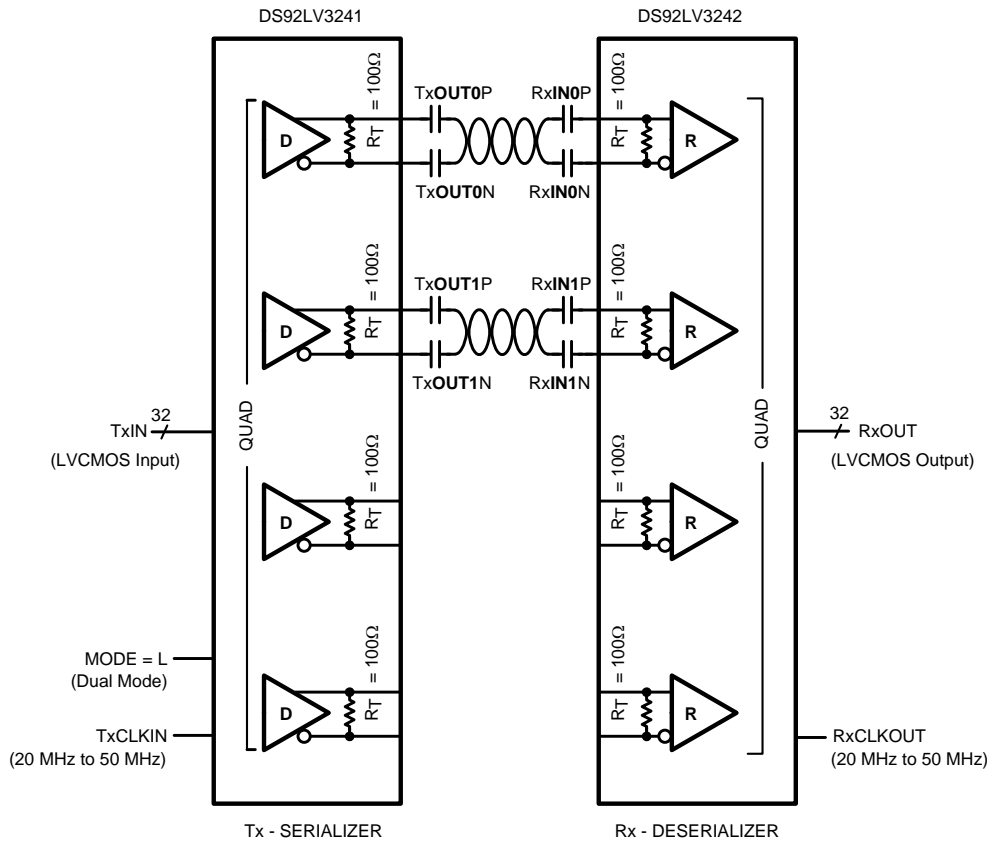 DS92LV3241
DS92LV3242
TxOUT0P
RxIN0P
RT = 100Ω
D
RT = 100Ω
R
TxOUT0N
RxIN0N
TxOUT1P
RxIN1P
RT = 100Ω
D
RT = 100Ω
R
TxOUT1N
RxIN1N
QUAD
QUAD
TxIN
32
(LVCMOS Input)
32
RxOUT
(LVCMOS Output)
RT = 100Ω
D
RT = 100Ω
R
MODE = L
(Dual Mode)
RT = 100Ω
D
RT = 100Ω
R
TxCLKIN
(20 MHz to 50 MHz)
RxCLKOUT
(20 MHz to 50 MHz)
Tx - SERIALIZER
Rx - DESERIALIZER